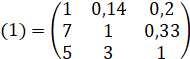 (1) = ( 1 0,14 0,2
7 1 0,33
5 3 1 )